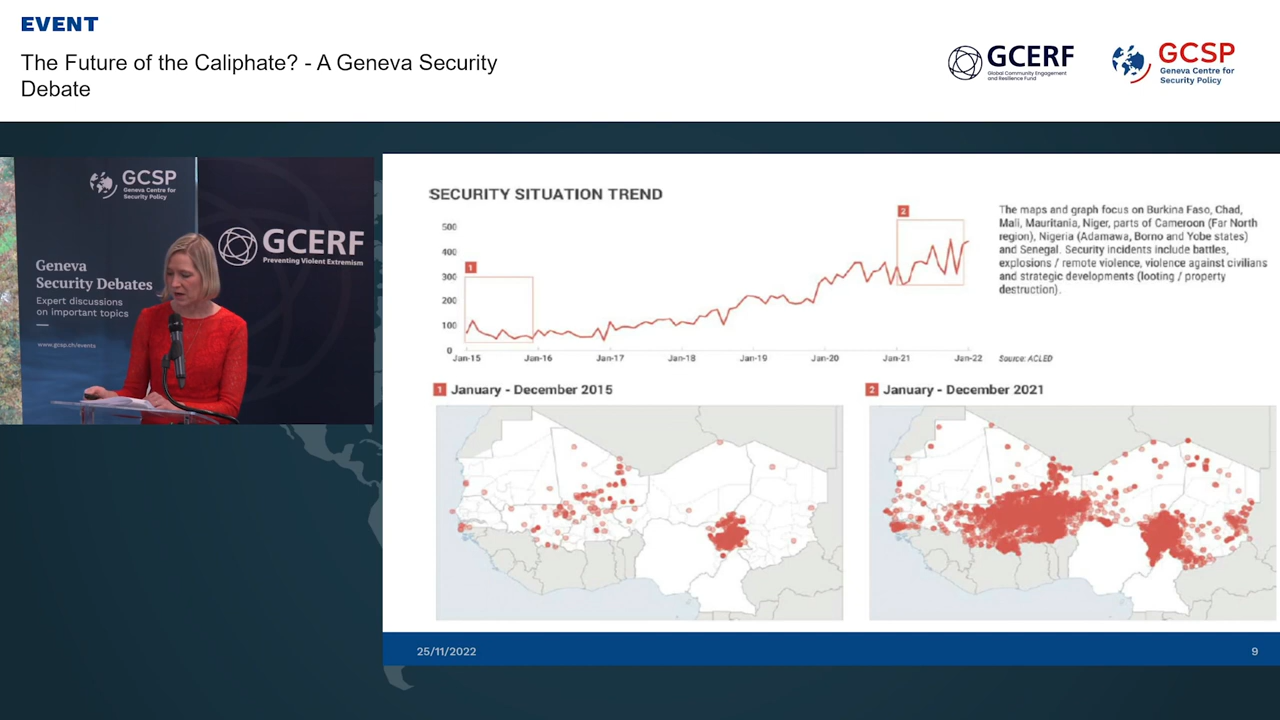 EVENT
The Future of the Caliphate? - A Geneva Security
Debate
GCERF
Global Community Engagement
and Resilience Fund
GCSP
Geneva Centre for
Security Policy
GCSP
Geneva Centre for
Security Policy
GCERF
Preventing Violent Extremism
Geneva
Security Debates
Expert discussions
on important topics
www.gcsp.ch/events
SECURITY SITUATION TREND
500
400
300
200
100
0
1
2
Jan-15 Jan-16 Jan-17 Jan-18 Jan-19 Jan-20 Jan-21 Jan-22
The maps and graph focus on Burkina Faso, Chad,
Mali, Mauritania, Niger, parts of Cameroon (Far North
region), Nigeria (Adamawa, Borno and Yobe states)
and Senegal. Security incidents include battles,
explosions / remote violence, violence against civilians
and strategic developments (looting / property
destruction).
Source: ACLED
1 January - December 2015
2 January - December 2021
25/11/2022
9